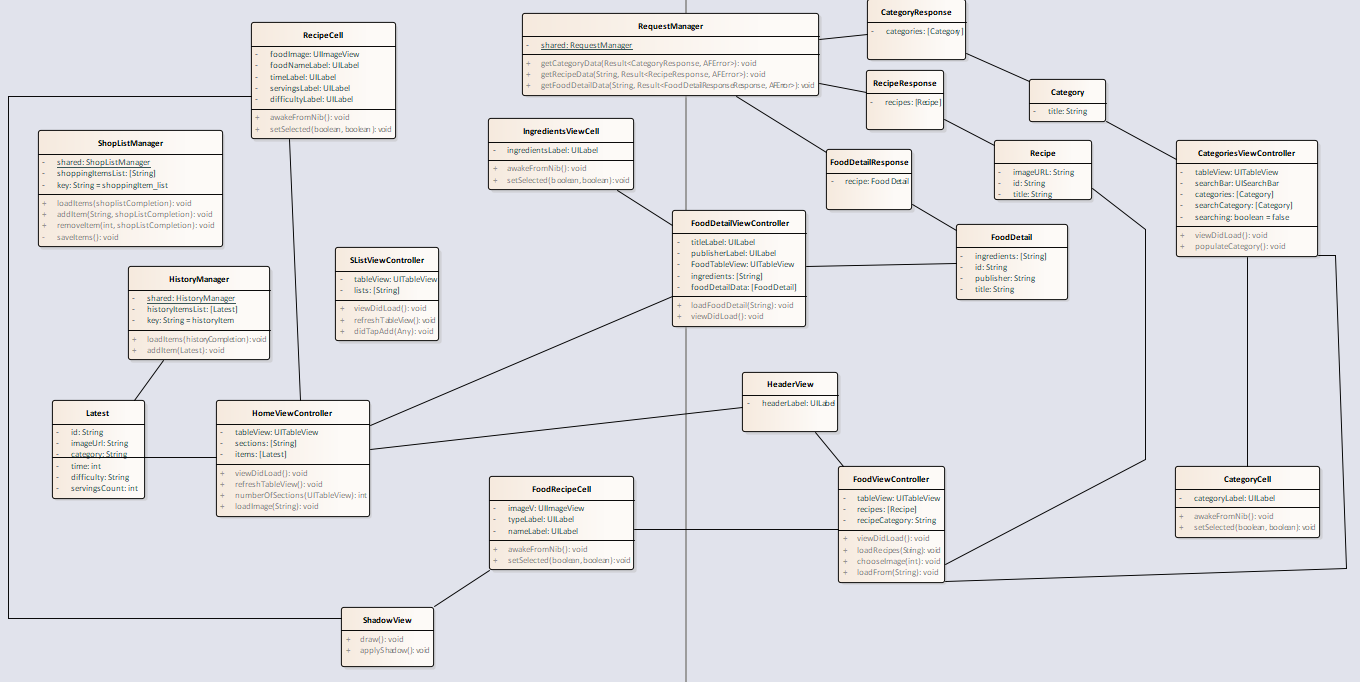 RecipeCell
- foodImage: UIImageView
- foodNameLabel: UILabel
- timeLabel: UILabel
- servingsLabel: UILabel
- difficultyLabel: UILabel
+ awakeFromNib(): void
+ setSelected(boolean, boolean): void
RequestManager
- shared: RequestManager
+ getCategoryData(Result<CategoryResponse, AFError>): void
+ getRecipeData(String, Result<RecipeResponse, AFError>): void
+ getFoodDetailData(String, Result<FoodDetailResponseResponse, AFError>): void
CategoryResponse
- categories: [Category]
RecipeResponse
- recipes: [Recipe]
Category
- title: String
ShopListManager
- shared: ShopListManager
- shoppingItemsList: [String]
- key: String = shoppingItem_list
+ loadItems(shoplistCompletion): void
+ addItem(String, shopListCompletion): void
+ removeItem(int, shopListCompletion): void
- saveItems(): void
IngredientsViewCell
- ingredientsLabel: UILabel
+ awakeFromNib(): void
+ setSelected(boolean, boolean): void
FoodDetailResponse
- recipe: Food Detail
Recipe
- imageURL: String
- id: String
- title: String
CategoriesViewController
- tableView: UITableView
- searchBar: UISearchBar
- categories: [Category]
- searchCategory: [Category]
- searching: boolean = false
+ viewDidLoad(): void
+ populateCategory(): void
FoodDetailViewController
- titleLabel: UILabel
- publisherLabel: UILabel
- FoodTableView: UITableView
- ingredients: [String]
- foodDetailData: [FoodDetail]
+ loadFoodDetail(String): void
+ viewDidLoad(): void
FoodDetail
- ingredients: [String]
- id: String
- publisher: String
- title: String
SListViewController
- tableView: UITableView
- lists: [String]
+ viewDidLoad(): void
+ refreshTableView(): void
+ didTapAdd(Any): void
HistoryManager
- shared: HistoryManager
- historyItemsList: [Latest]
- key: String = historyItem
+ loadItems(historyCompletion): void
+ addItem(Latest): void
Latest
- id: String
- imageUrl: String
- category: String
- time: int
- difficulty: String
- servingsCount: int
HomeViewController
- tableView: UITableView
- sections: [String]
- items: [Latest]
+ viewDidLoad(): void
+ refreshTableView(): void
+ numberOfSections(UITableView): int
+ loadImage(String): void
HeaderView
- headerLabel: UILabel
FoodRecipeCell
- imageV: UIImageView
- typeLabel: UILabel
- nameLabel: UILabel
+ awakeFromNib(): void
+ setSelected(boolean, boolean): void
FoodViewController
- tableView: UITableView
- recipes: [Recipe]
- recipeCategory: String
+ viewDidLoad(): void
+ loadRecipes(String): void
+ chooseImage(int): void
+ loadFrom(String): void
CategoryCell
- categoryLabel: UILabel
+ awakeFromNib(): void
+ setSelected(boolean, boolean): void
ShadowView
+ draw(): void
+ applyShadow(): void